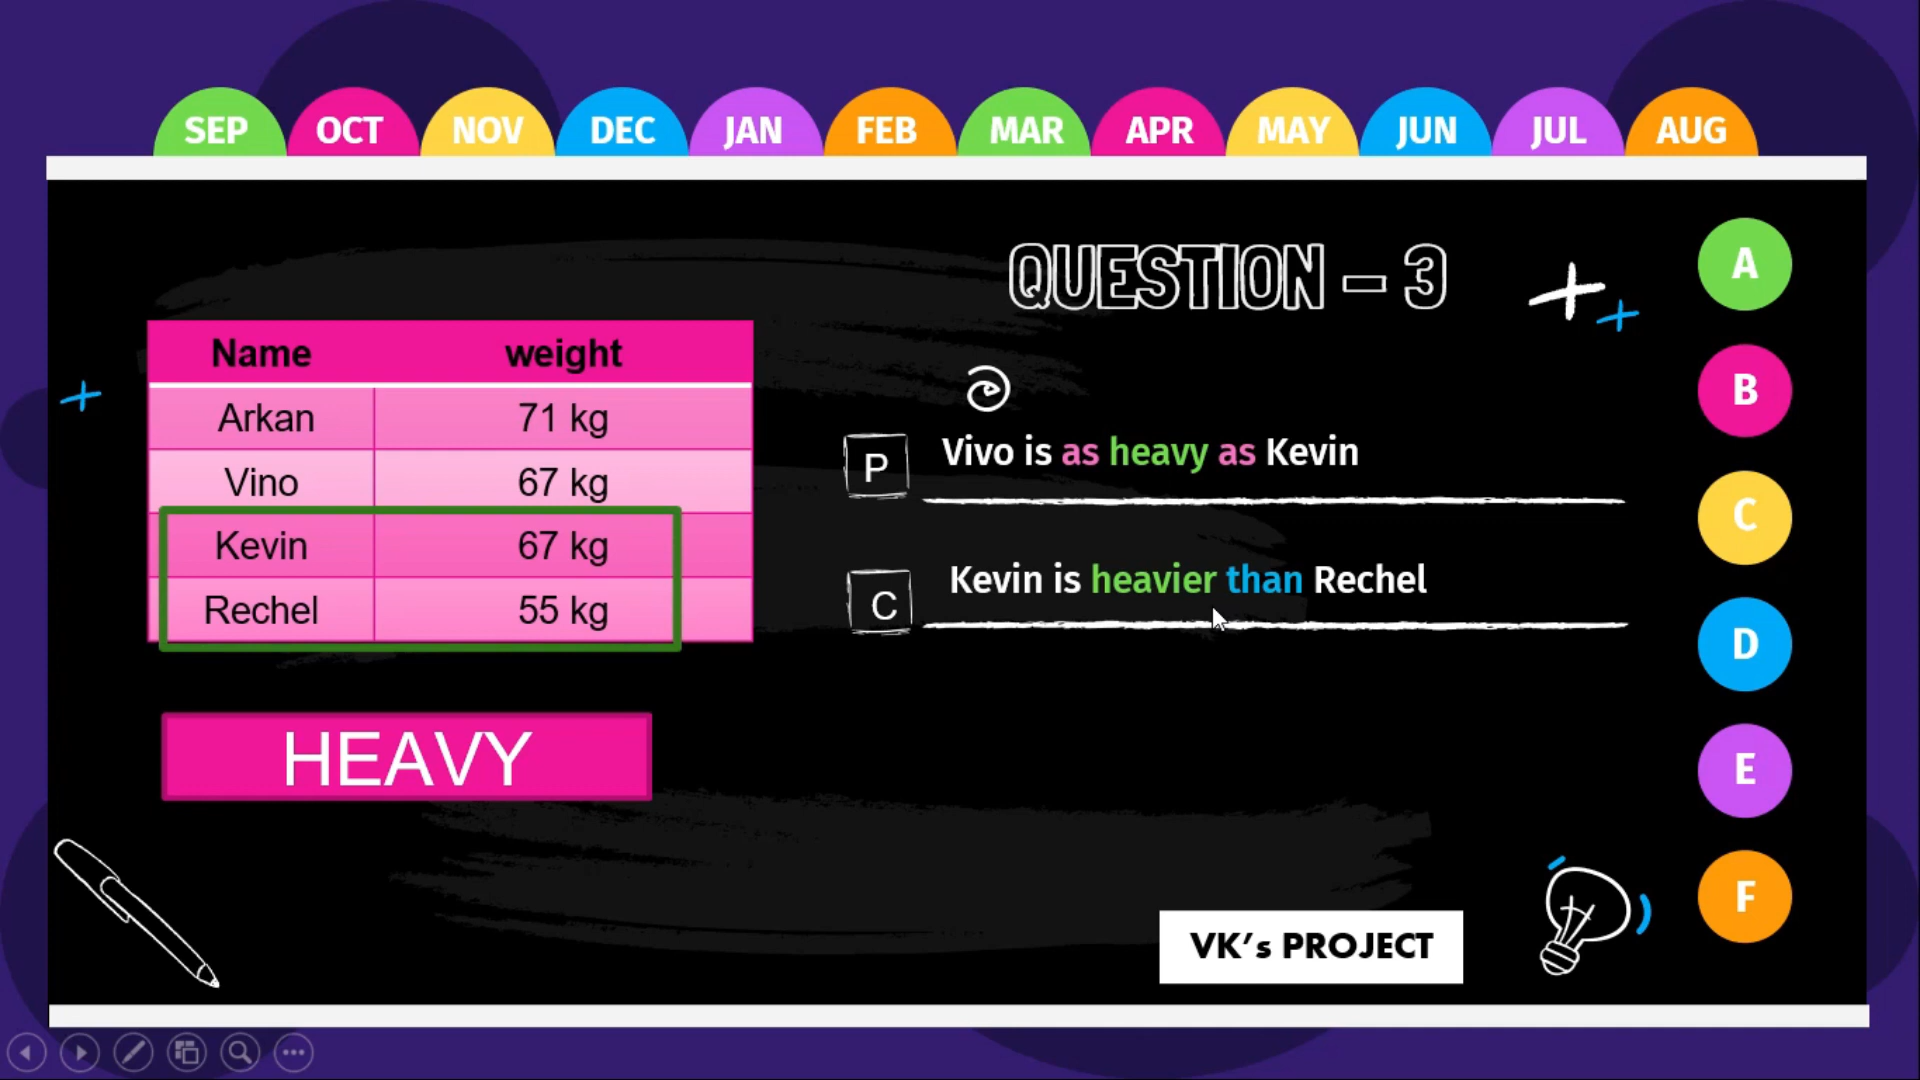 SEP OCT NOV DEC JAN FEB MAR APR MAY JUN JUL AUG
QUESTION – 3
Name weight
Arkan 71 kg
Vino 67 kg
Kevin 67 kg
Rechel 55 kg
HEAVY
P Vivo is as heavy as Kevin
C Kevin is heavier than Rechel
VK's PROJECT
A
B
C
D
E
F